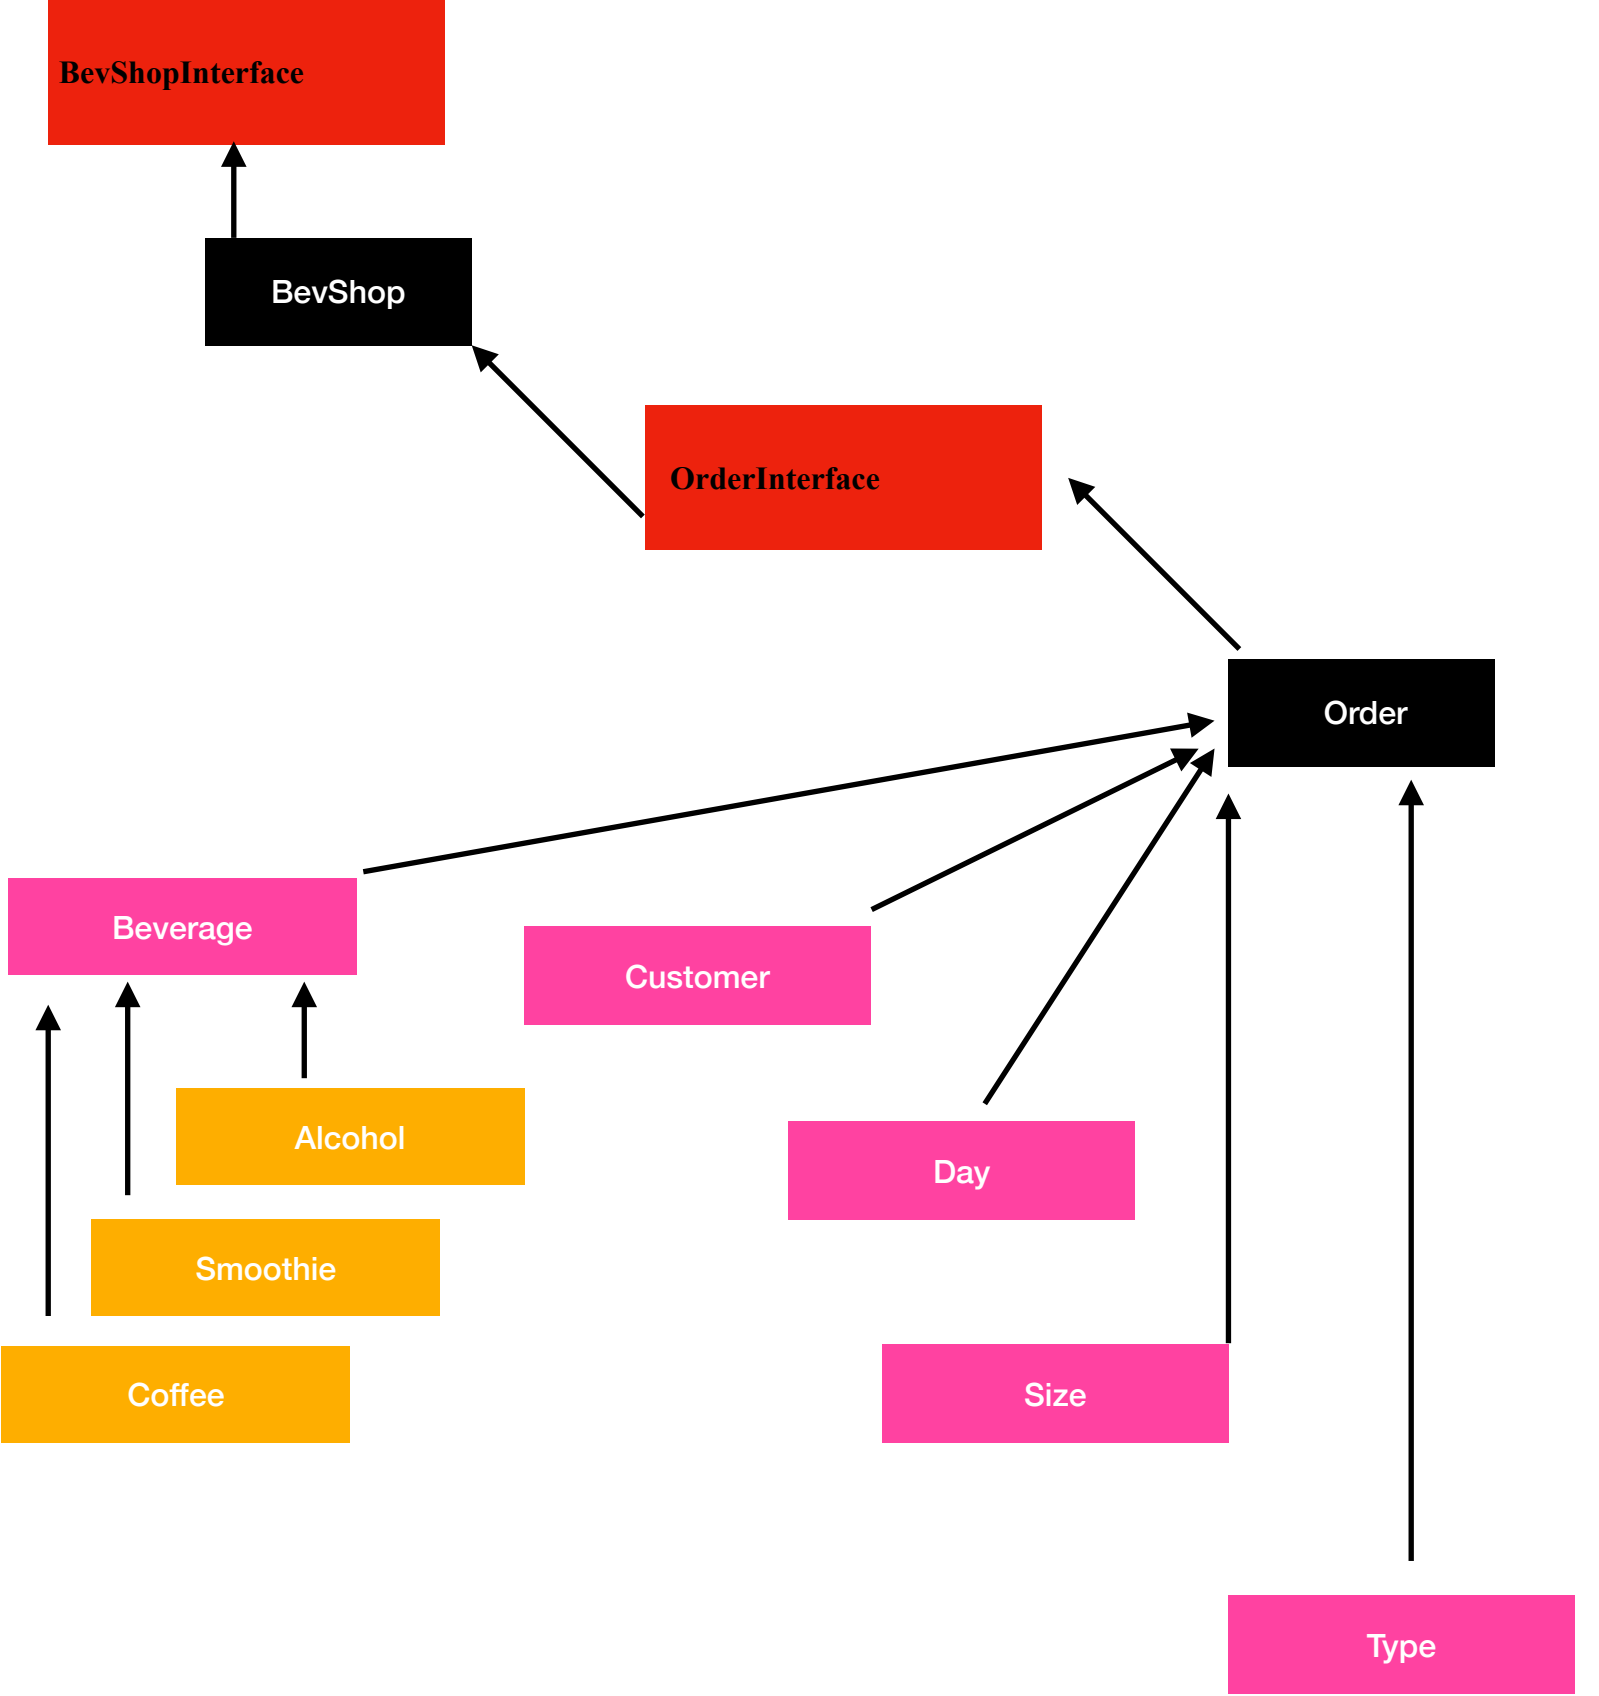 BevShopInterface
BevShop
OrderInterface
Order
Beverage
Customer
Alcohol
Day
Smoothie
Coffee
Size
Type